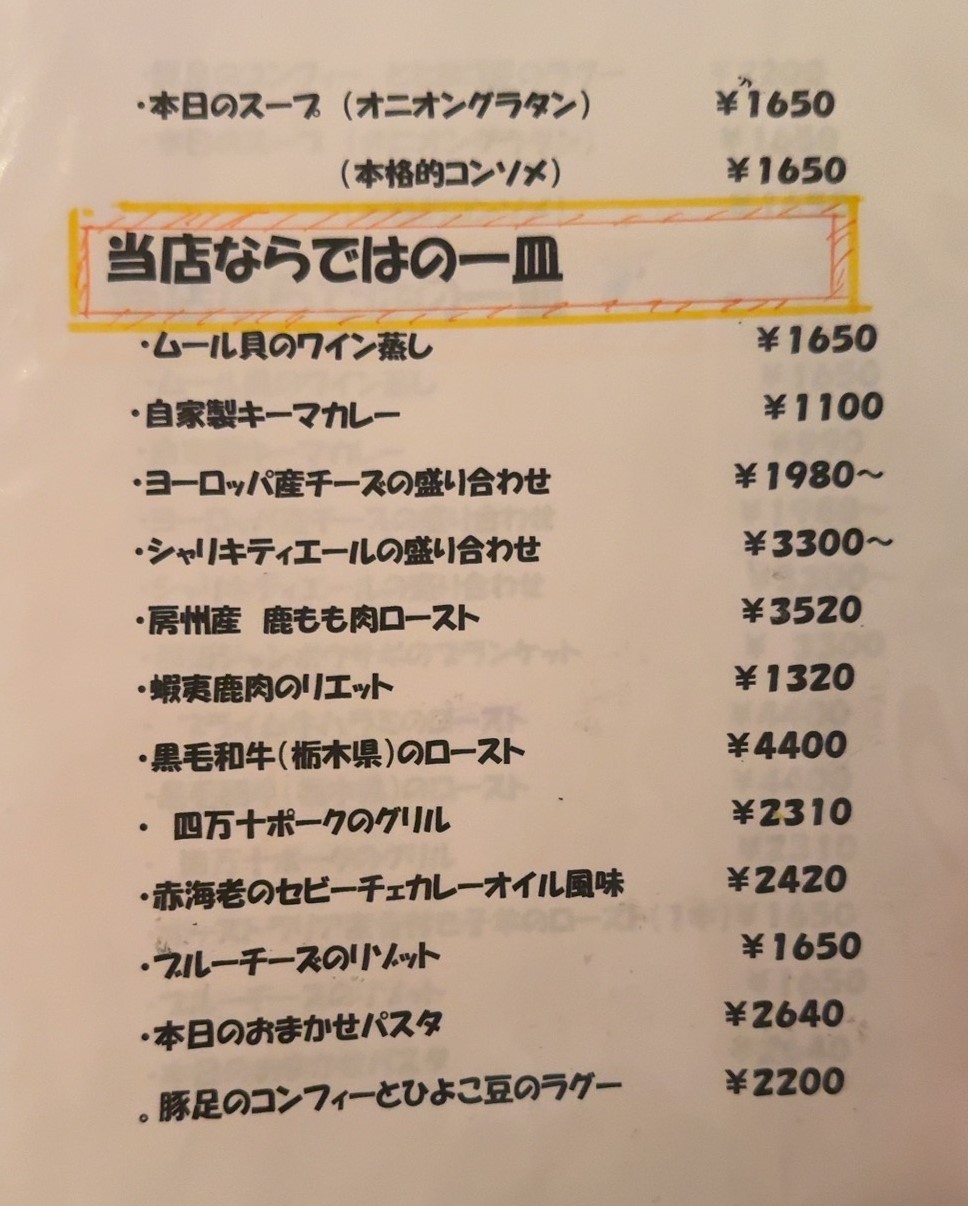 ・本日のスープ（オニオングラタン） ¥1650
（本格的コンソメ） ¥1650
当店ならではの一皿
・ムール貝のワイン蒸し ¥1650
・自家製キーマカレー ¥1100
・ヨーロッパ産チーズの盛り合わせ ¥1980～
・シャリキティエールの盛り合わせ ¥3300～
・房州産 鹿もも肉ロースト ¥3520
・蝦夷鹿肉のリエット ¥1320
・黒毛和牛（栃木県）のロースト ¥4400
・ 四万十ポークのグリル ¥2310
・赤海老のセビーチェカレーオイル風味 ¥2420
・ブルーチーズのリゾット ¥1650
・本日のおまかせパスタ ¥2640
。豚足のコンフィーとひよこ豆のラグー ¥2200